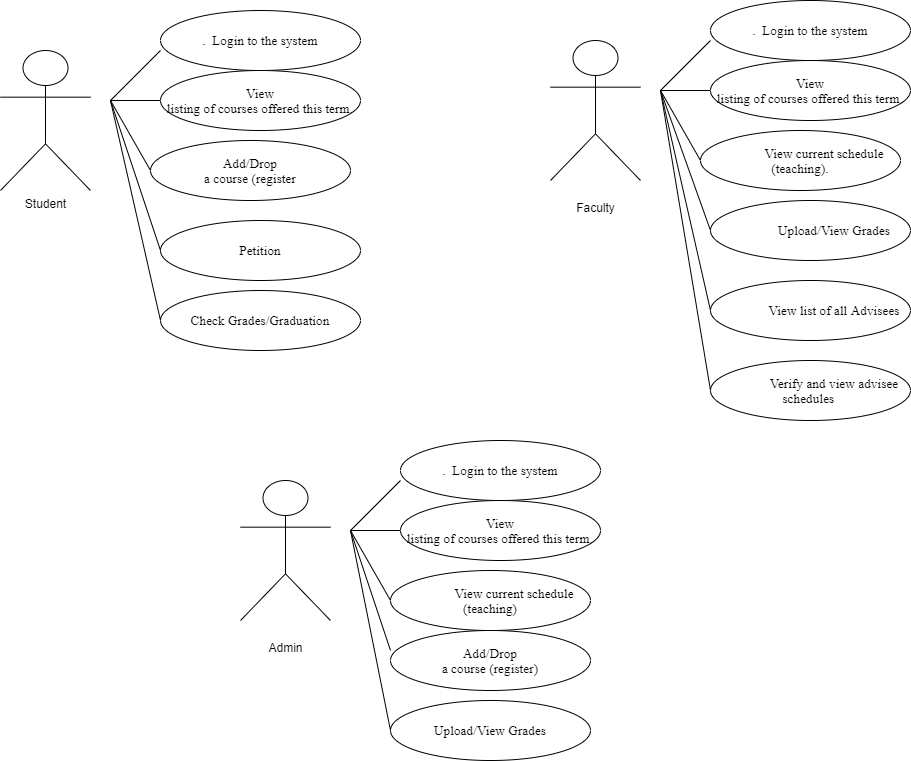 . Login to the system
View
listing of courses offered this term
Add/Drop
a course (register
Petition
Check Grades/Graduation
Student
. Login to the system
View
listing of courses offered this term
View current schedule
(teaching).
Upload/View Grades
View list of all Advisees
Verify and view advisee
schedules
Faculty
. Login to the system
View
listing of courses offered this term
View current schedule
(teaching)
Add/Drop
a course (register)
Upload/View Grades
Admin